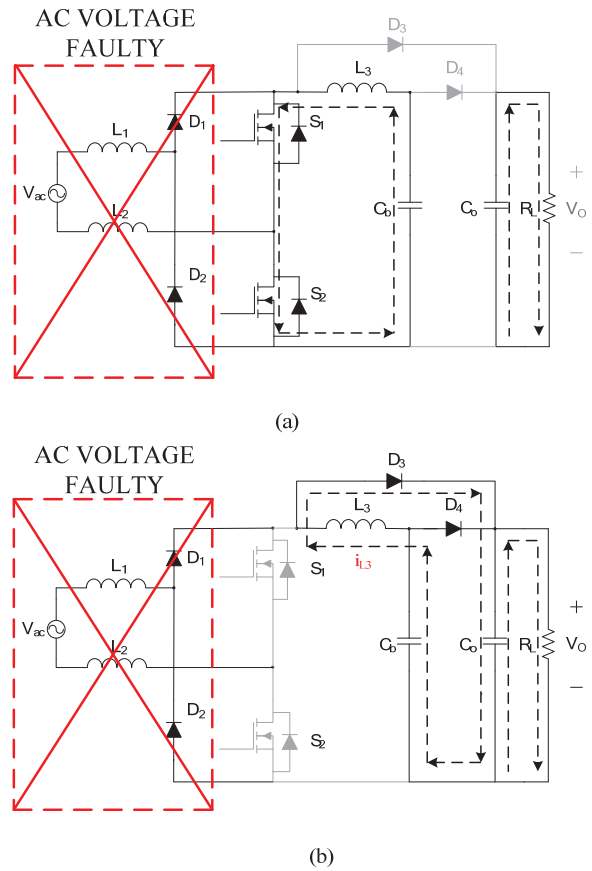 AC VOLTAGE
FAULTY
D3
L3
D4
D1
S1
L1
Vac
L2
Cb
Co
RL
+
VO
−
D2
S2
(a)
AC VOLTAGE
FAULTY
D3
L3
D4
iL3
D1
S1
L1
Vac
L2
Cb
Co
RL
+
VO
−
D2
S2
(b)